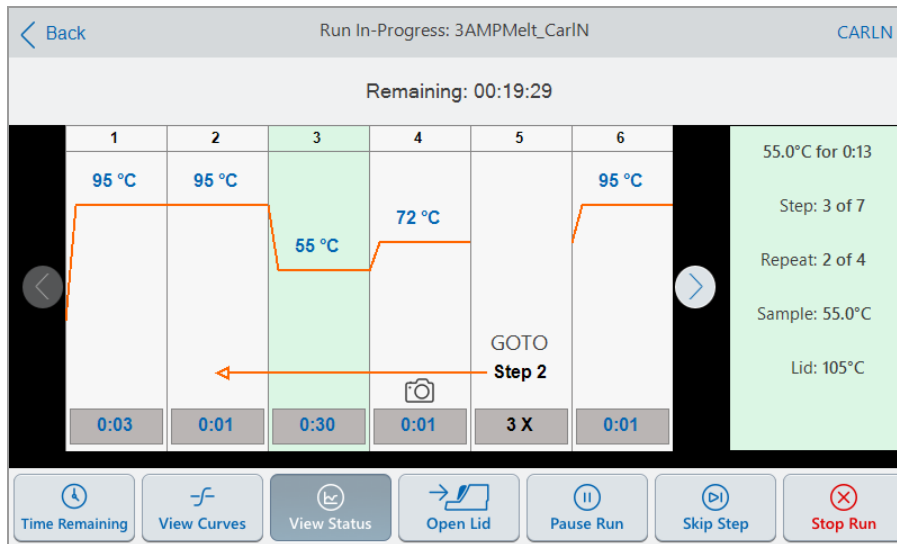 Back
Run In-Progress: 3AMPMelt_CarlN
CARLN
Remaining: 00:19:29
1 2 3 4 5 6
95 °C 95 °C 55 °C 72 °C 95 °C
GOTO
Step 2
0:03 0:01 0:30 0:01 3 X 0:01
55.0°C for 0:13
Step: 3 of 7
Repeat: 2 of 4
Sample: 55.0°C
Lid: 105°C
Time Remaining View Curves View Status Open Lid Pause Run Skip Step Stop Run